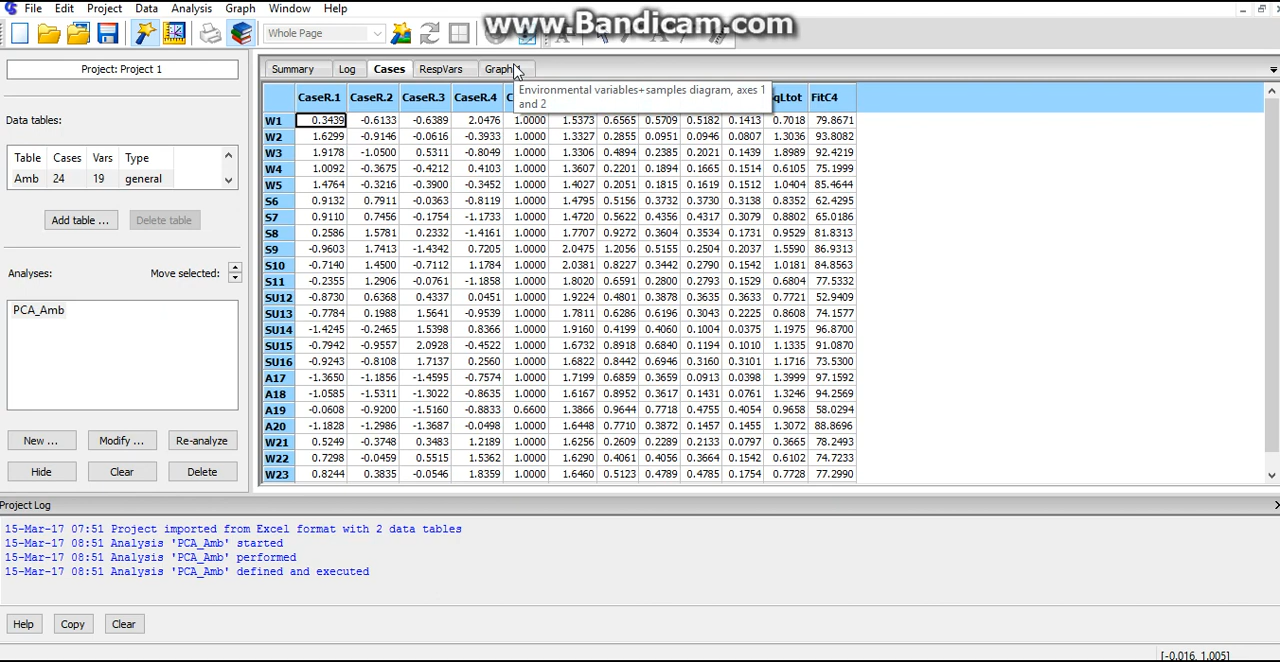 File Edit Project Data Analysis Graph Window Help
www.Bandicam.com
Whole Page
Project: Project 1
Summary Log Cases RespVars Graph
Environmental variables+samples diagram, axes 1
and 2
Data tables:
Table Cases Vars Type
Amb 24 19 general
Add table ... Delete table
Analyses: Move selected:
PCA_Amb
New ... Modify ... Re-analyze
Hide Clear Delete
CaseR.1 CaseR.2 CaseR.3 CaseR.4 C qLtot FitC4
W1 0.3439 -0.6133 -0.6389 2.0476 1.0000 1.5373 0.6565 0.5709 0.5182 0.1413 0.7018 79.8671
W2 1.6299 -0.9146 -0.0616 -0.3933 1.0000 1.3327 0.2855 0.0951 0.0946 0.0807 1.3036 93.8082
W3 1.9178 -1.0500 0.5311 -0.8049 1.0000 1.3306 0.4894 0.2385 0.2021 0.1439 1.8989 92.4219
W4 1.0092 -0.3675 -0.4212 0.4103 1.0000 1.3607 0.2201 0.1894 0.1665 0.1514 0.6105 75.1999
W5 1.4764 -0.3216 -0.3900 -0.3452 1.0000 1.4027 0.2051 0.1815 0.1619 0.1512 1.0404 85.4644
S6 0.9132 0.7911 -0.0363 -0.8119 1.0000 1.4795 0.5156 0.3732 0.3730 0.3138 0.8352 62.4295
S7 0.9110 0.7456 -0.1754 -1.1733 1.0000 1.4720 0.5622 0.4356 0.4317 0.3079 0.8802 65.0186
S8 0.2586 1.5781 0.2332 -1.4161 1.0000 1.7707 0.9272 0.3604 0.3534 0.1731 0.9529 81.8313
S9 -0.9603 1.7413 -1.4342 0.7205 1.0000 2.0475 1.2056 0.5155 0.2504 0.2037 1.5590 86.9313
S10 -0.7140 1.4500 -0.7112 1.1784 1.0000 2.0381 0.8227 0.3442 0.2790 0.1542 1.0181 84.8563
S11 -0.2355 1.2906 -0.0761 -1.1858 1.0000 1.8020 0.6591 0.2800 0.2793 0.1529 0.6804 77.5332
SU12 -0.8730 0.6368 0.4337 0.0451 1.0000 1.9224 0.4801 0.3878 0.3635 0.3633 0.7721 52.9409
SU13 -0.7784 0.1988 1.5641 -0.9539 1.0000 1.7811 0.6286 0.6196 0.3043 0.2225 0.8608 74.1577
SU14 -1.4245 -0.2465 1.5398 0.8366 1.0000 1.9160 0.4199 0.4060 0.1004 0.0375 1.1975 96.8700
SU15 -0.7942 -0.9557 2.0928 -0.4522 1.0000 1.6732 0.8918 0.6840 0.1194 0.1010 1.1335 91.0870
SU16 -0.9243 -0.8108 1.7137 0.2560 1.0000 1.6822 0.8442 0.6946 0.3160 0.3101 1.1716 73.5300
A17 -1.3650 -1.1856 -1.4595 -0.7574 1.0000 1.7199 0.6859 0.3659 0.0913 0.0398 1.3999 97.1592
A18 -1.0585 -1.5311 -1.3022 -0.8635 1.0000 1.6167 0.8952 0.3617 0.1431 0.0761 1.3246 94.2569
A19 -0.0608 -0.9200 -1.5160 -0.8833 0.6600 1.3866 0.9644 0.7718 0.4755 0.4054 0.9658 58.0294
A20 -1.1828 -1.2986 -1.3687 -0.0498 1.0000 1.6448 0.7710 0.3872 0.1457 0.1455 1.3072 88.8696
W21 0.5249 -0.3748 0.3483 1.2189 1.0000 1.6256 0.2609 0.2289 0.2133 0.0797 0.3665 78.2493
W22 0.7298 -0.0459 0.5515 1.5362 1.0000 1.6290 0.4061 0.4056 0.3664 0.1542 0.6102 74.7233
W23 0.8244 0.3835 -0.0546 1.8359 1.0000 1.6460 0.5123 0.4789 0.4785 0.1754 0.7728 77.2990
Project Log
15-Mar-17 07:51 Project imported from Excel format with 2 data tables
15-Mar-17 08:51 Analysis 'PCA_Amb' started
15-Mar-17 08:51 Analysis 'PCA_Amb' performed
15-Mar-17 08:51 Analysis 'PCA_Amb' defined and executed
Help Copy Clear
[-0.016, 1.005]